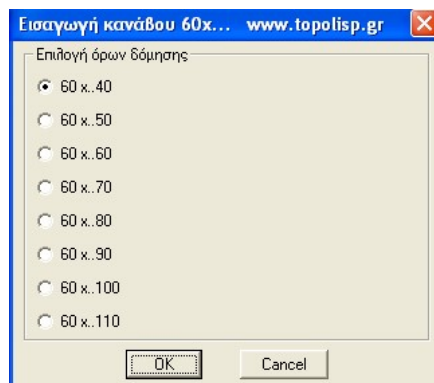 Εισαγωγή κανάβου 60x... www.topolisp.gr
Επιλογή όρων δόμησης
60 x..40
60 x..50
60 x..60
60 x..70
60 x..80
60 x..90
60 x..100
60 x..110
OK Cancel